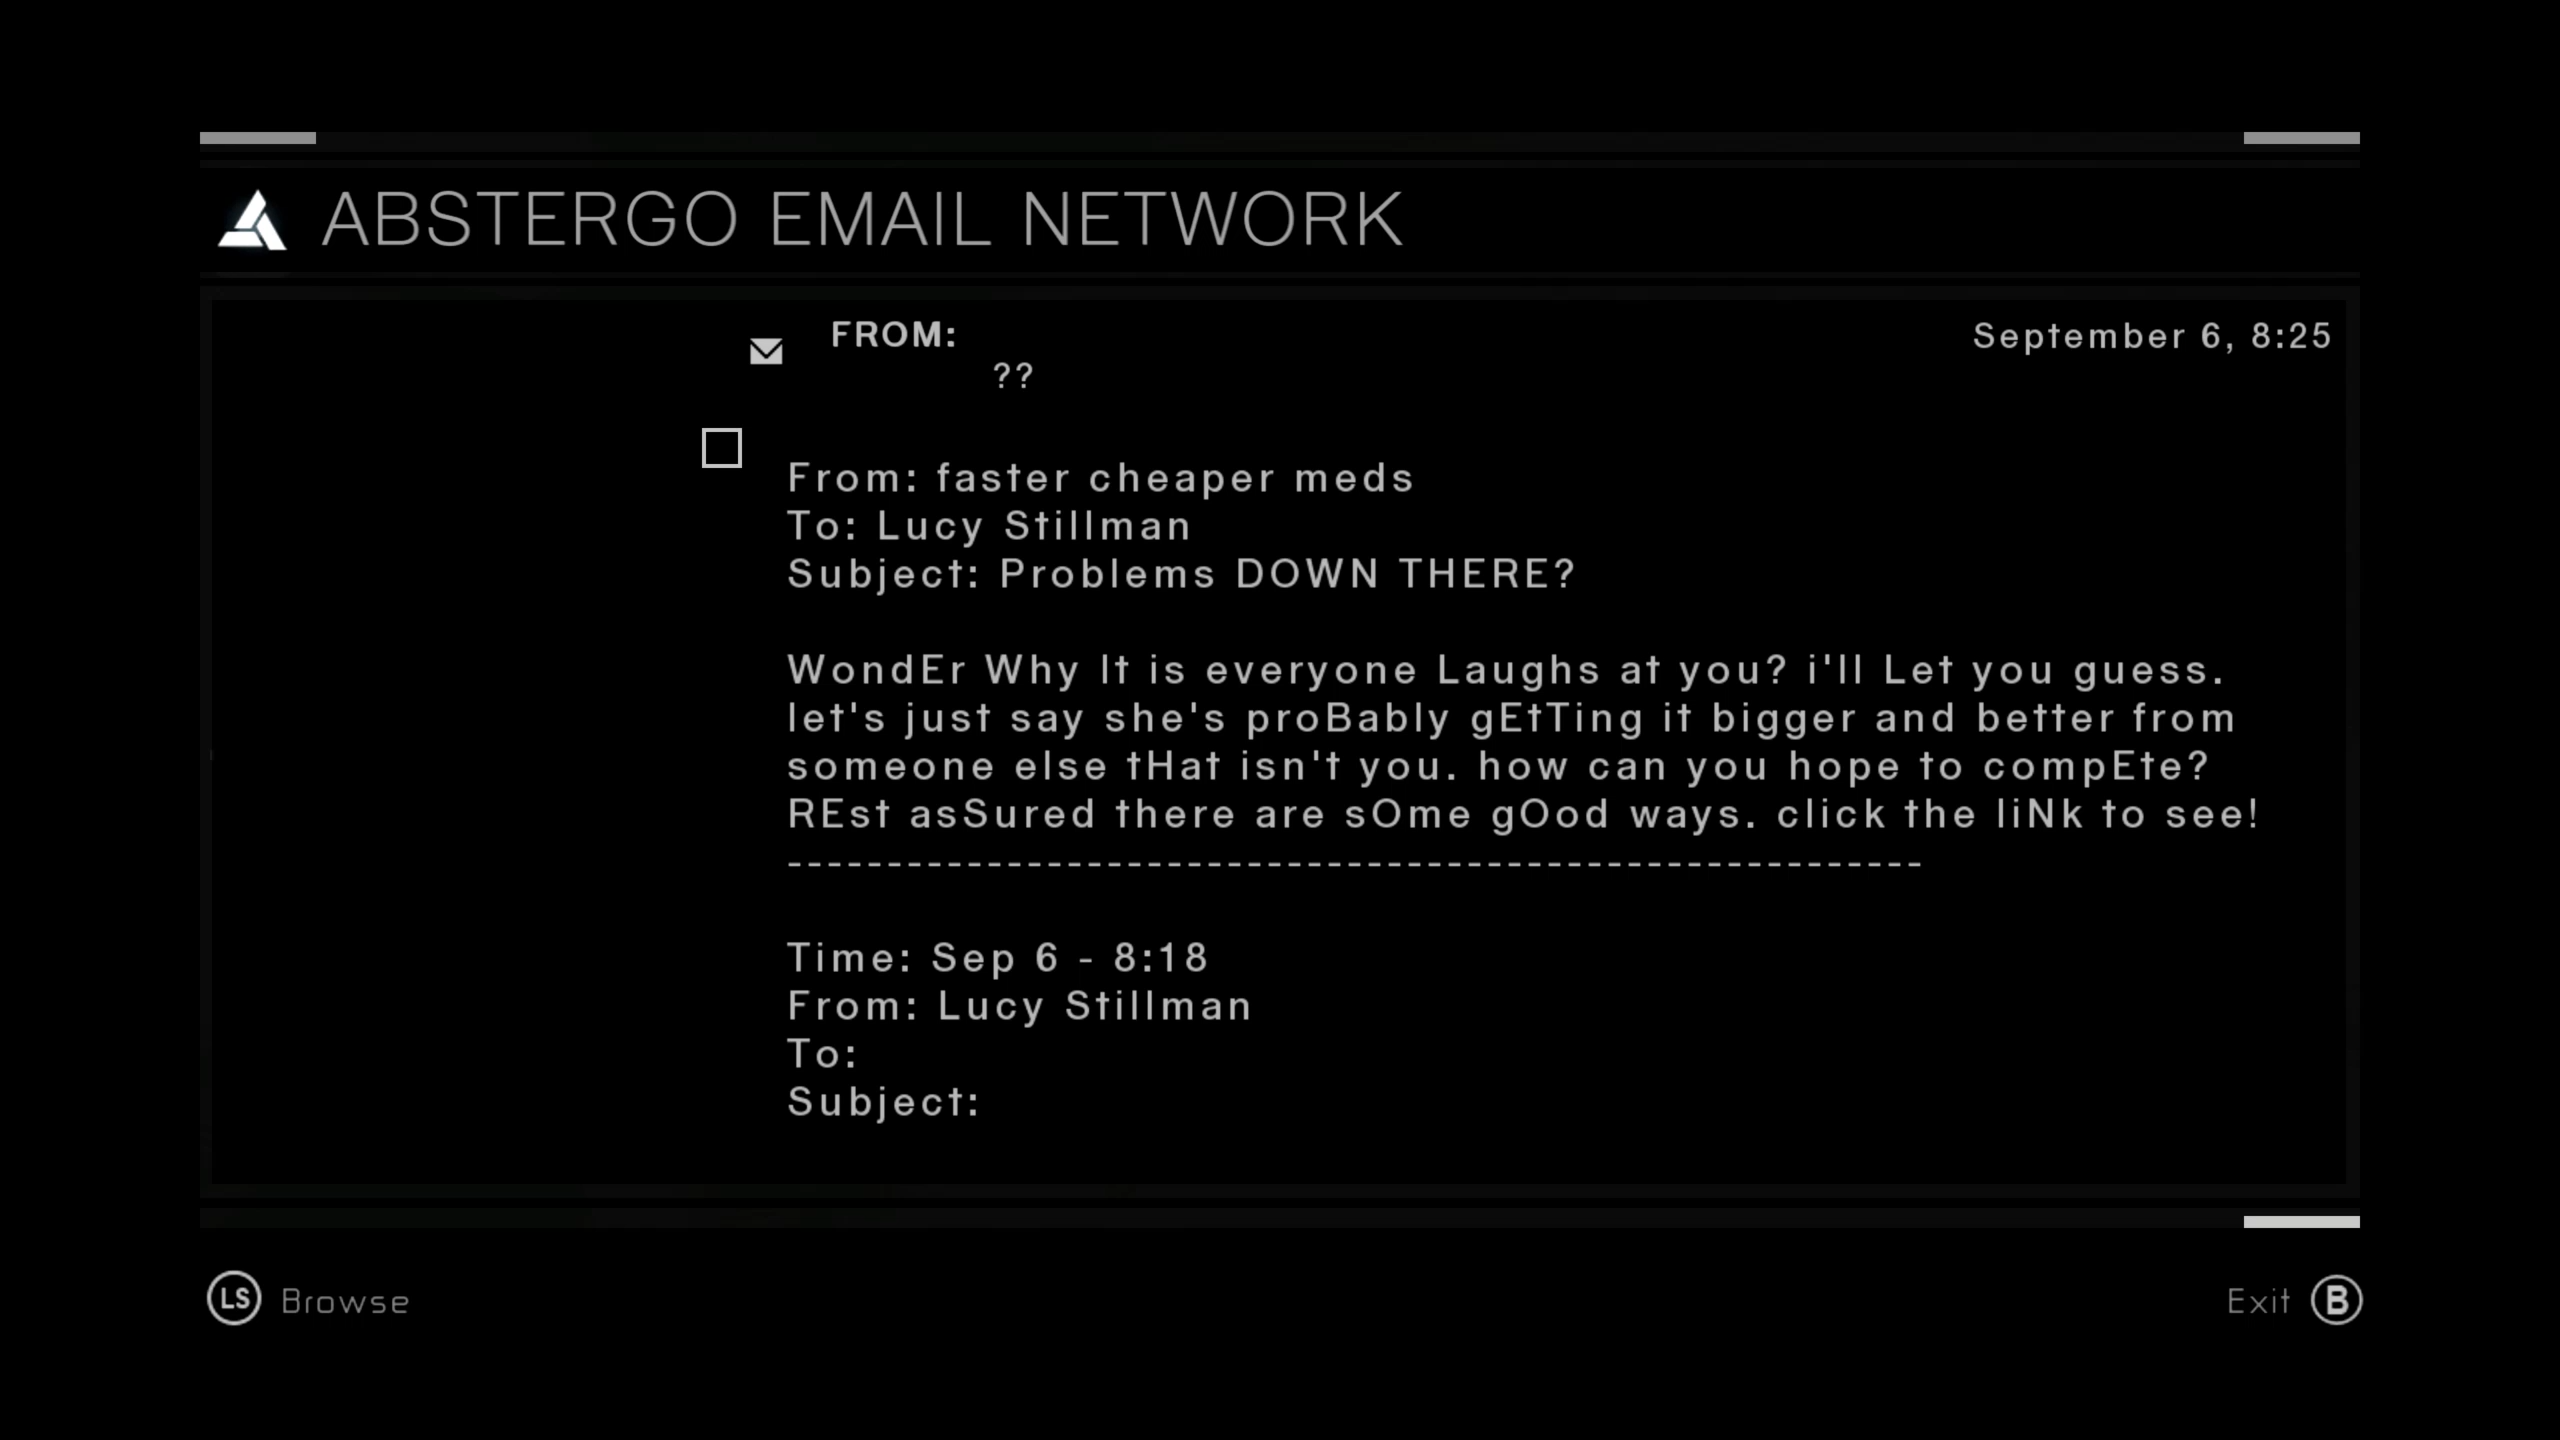 ABSTERGO EMAIL NETWORK
FROM:
September 6, 8:25
??
From: faster cheaper meds
To: Lucy Stillman
Subject: Problems DOWN THERE?
WondEr Why It is everyone Laughs at you? i'll Let you guess.
let's just say she's proBably gEtTing it bigger and better from
someone else tHat isn't you. how can you hope to compEte?
REst asSured there are sOme gOod ways. click the liNk to see!
---------------------------------------------------------
Time: Sep 6 - 8:18
From: Lucy Stillman
To:
Subject:
LS Browse
Exit B